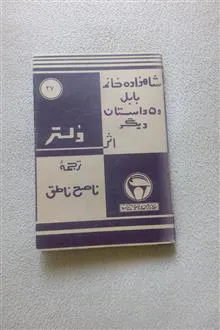 شاهزاده خانم
بابل
و ۵ داستان
دیگر
۲۷
اثر
ولتر
ترجمهٔ
ناصح ناطق